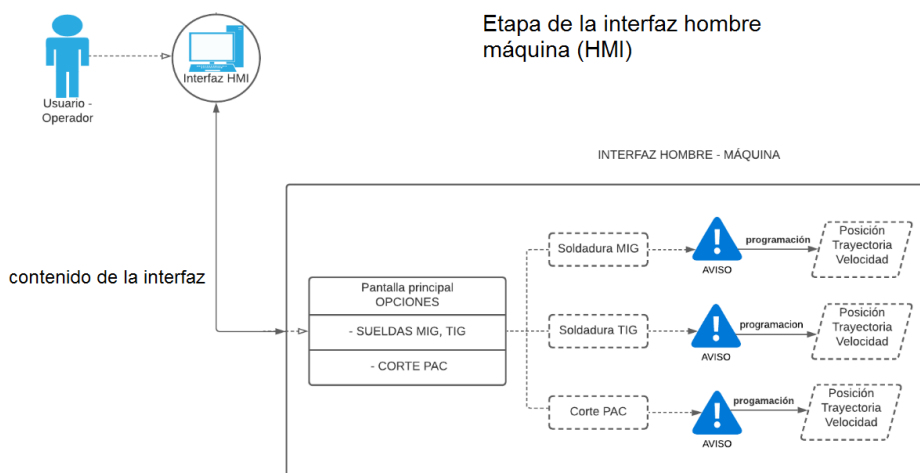 Etapa de la interfaz hombre
máquina (HMI)
Interfaz HMI
Usuario -
Operador
INTERFAZ HOMBRE - MÁQUINA
contenido de la interfaz
Pantalla principal
OPCIONES
- SUELDAS MIG, TIG
- CORTE PAC
Soldadura MIG
AVISO
programación
Posición
Trayectoria
Velocidad
Soldadura TIG
AVISO
programacion
Posición
Trayectoria
Velocidad
Corte PAC
AVISO
progamación
Posición
Trayectoria
Velocidad